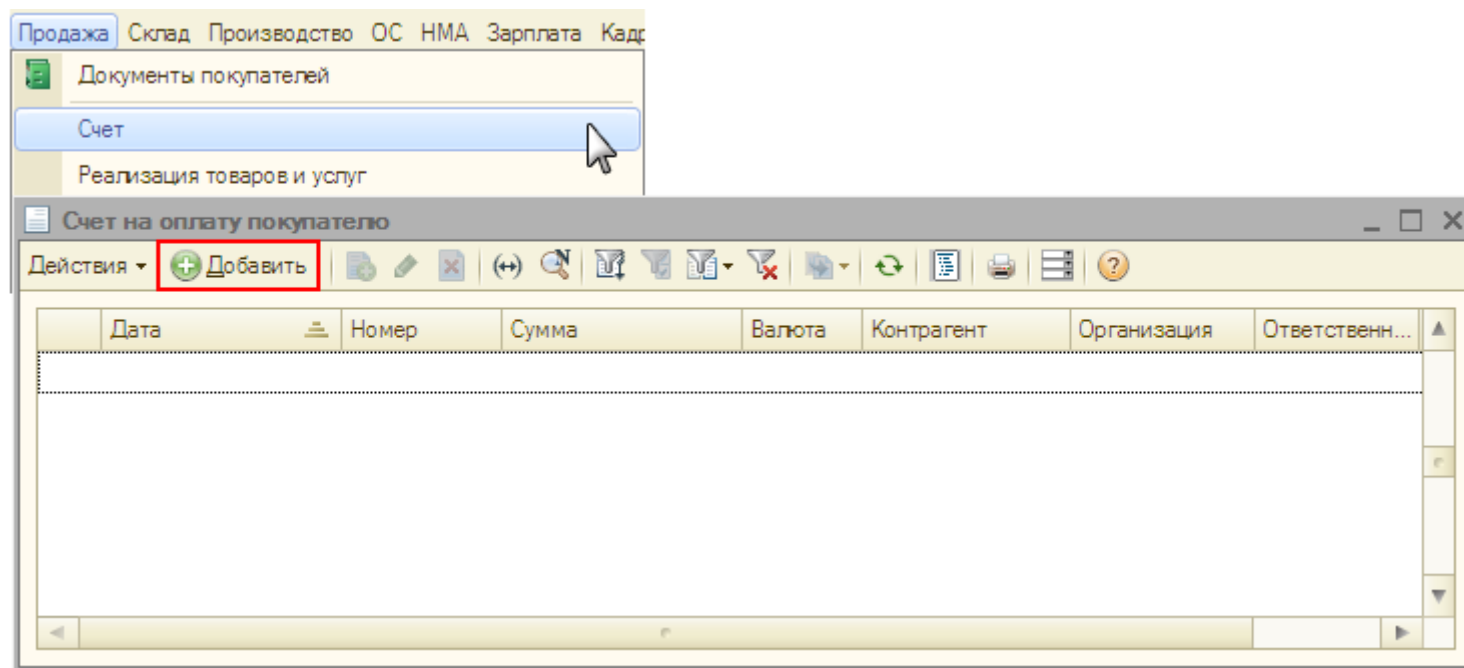 Продажа Склад Производство ОС НМА Зарплата Кадр
Документы покупателей
Счет
Реализация товаров и услуг
Счет на оплату покупателю
Действия Добавить
Дата Номер Сумма Валюта Контрагент Организация Ответственн...